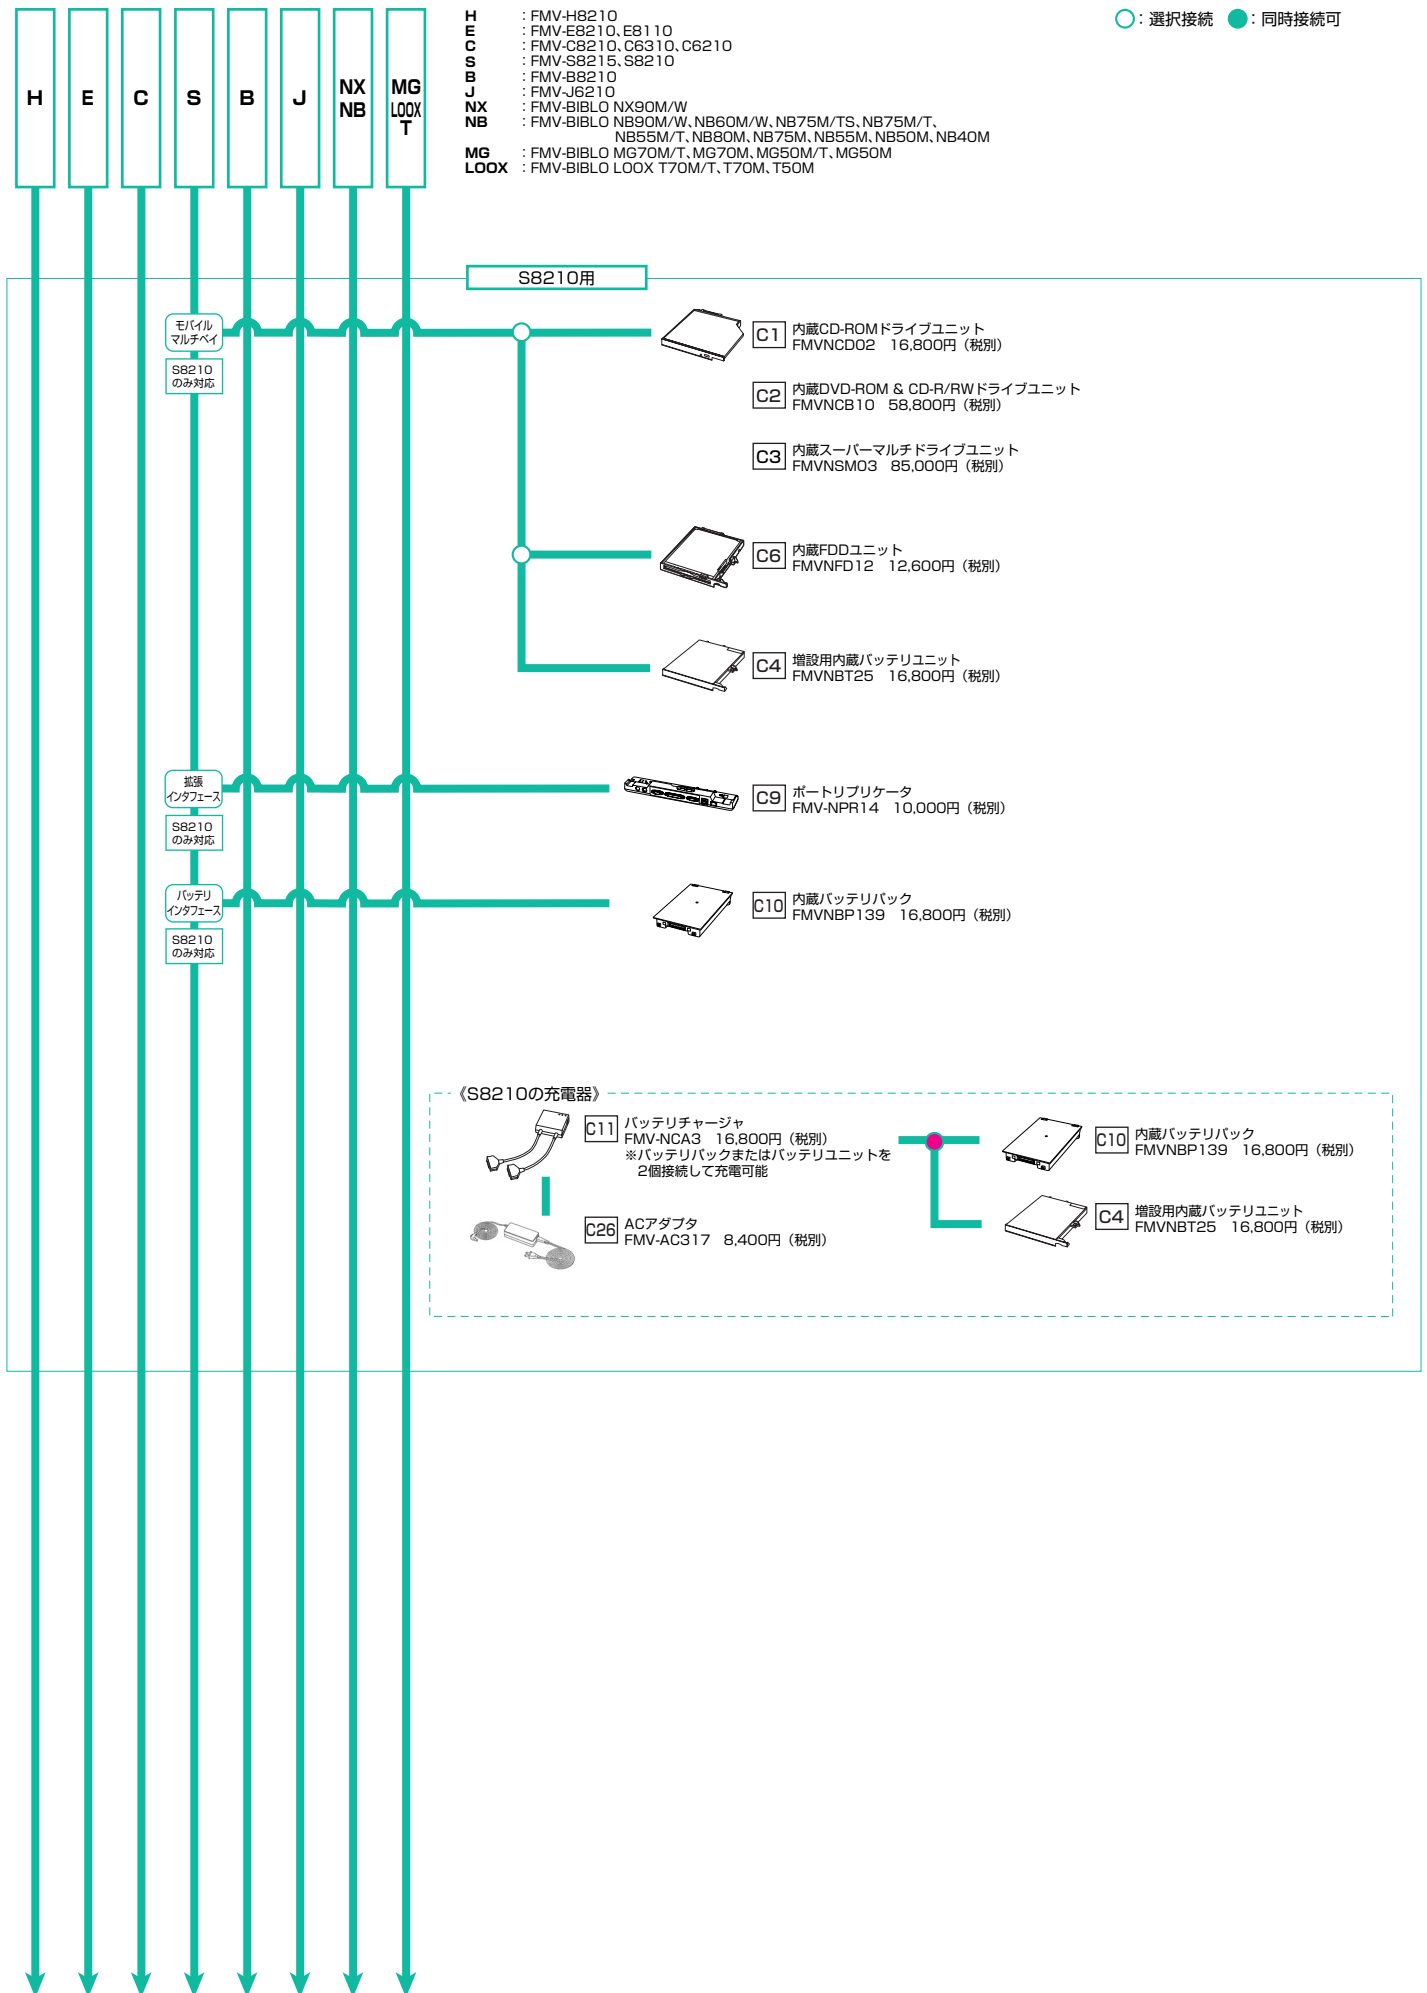 H
E
C
S
B
J
NX
NB
MG
LOOX
T
H : FMV-H8210
E : FMV-E8210、E8110
C : FMV-C8210、C6310、C6210
S : FMV-S8215、S8210
B : FMV-B8210
J : FMV-J6210
NX : FMV-BIBLO NX90M/W
NB : FMV-BIBLO NB90M/W、NB60M/W、NB75M/TS、NB75M/T、
NB55M/T、NB80M、NB75M、NB55M、NB50M、NB40M
MG : FMV-BIBLO MG70M/T、MG70M、MG50M/T、MG50M
LOOX : FMV-BIBLO LOOX T70M/T、T70M、T50M
○：選択接続 ●：同時接続可
S8210用
モバイル
マルチベイ
S8210
のみ対応
C1 内蔵CD-ROMドライブユニット
FMVNCD02 16,800円（税別）
C2 内蔵DVD-ROM & CD-R/RWドライブユニット
FMVNCB10 58,800円（税別）
C3 内蔵スーパーマルチドライブユニット
FMVNSM03 85,000円（税別）
C6 内蔵FDDユニット
FMVNFD12 12,600円（税別）
C4 増設用内蔵バッテリユニット
FMVNBT25 16,800円（税別）
拡張
インタフェース
S8210
のみ対応
C9 ポートリプリケータ
FMV-NPR14 10,000円（税別）
バッテリ
インタフェース
S8210
のみ対応
C10 内蔵バッテリパック
FMVNBP139 16,800円（税別）
《S8210の充電器》
C11 バッテリチャージャ
FMV-NCA3 16,800円（税別）
※バッテリパックまたはバッテリユニットを
2個接続して充電可能
C26 ACアダプタ
FMV-AC317 8,400円（税別）
C10 内蔵バッテリパック
FMVNBP139 16,800円（税別）
C4 増設用内蔵バッテリユニット
FMVNBT25 16,800円（税別）